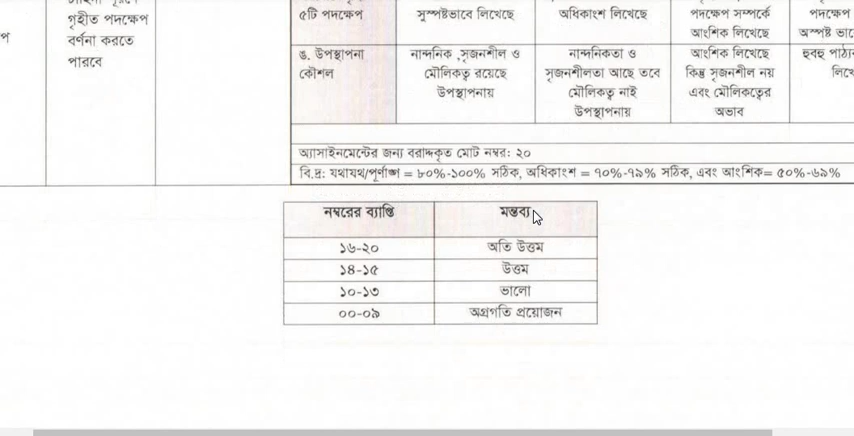 গৃহীত পদক্ষেপ
বর্ণনা করতে
পারবে
৫টি পদক্ষেপ
সুস্পষ্টভাবে লিখেছে
অধিকাংশ লিখেছে
পদক্ষেপ সম্পর্কে
আংশিক লিখেছে
পদক্ষেপ
ঙ. উপস্থাপনা
কৌশল
নান্দনিক ,সৃজনশীল ও
মৌলিকত্ব রয়েছে
উপস্থাপনায়
নান্দনিকতা ও
সৃজনশীলতা আছে তবে
মৌলিকত্ব নাই
উপস্থাপনায়
আংশিক লিখেছে
কিন্তু সৃজনশীল নয়
এবং মৌলিকত্বের
অভাব
হুবহু
অ্যাসাইনমেন্টের জন্য বরাদ্দকৃত মোট নম্বর: ২০
বি.দ্র: যথাযথ/পূর্ণাঙ্গ = ৮০%-১০০% সঠিক, অধিকাংশ = ৭০%-৭৯% সঠিক, এবং আংশিক= ৫০%-৬৯%
নম্বরের ব্যাপ্তি মন্তব্য
১৬-২০ অতি উত্তম
১৪-১৫ উত্তম
১০-১৩ ভালো
০০-০৯ অগ্রগতি প্রয়োজন